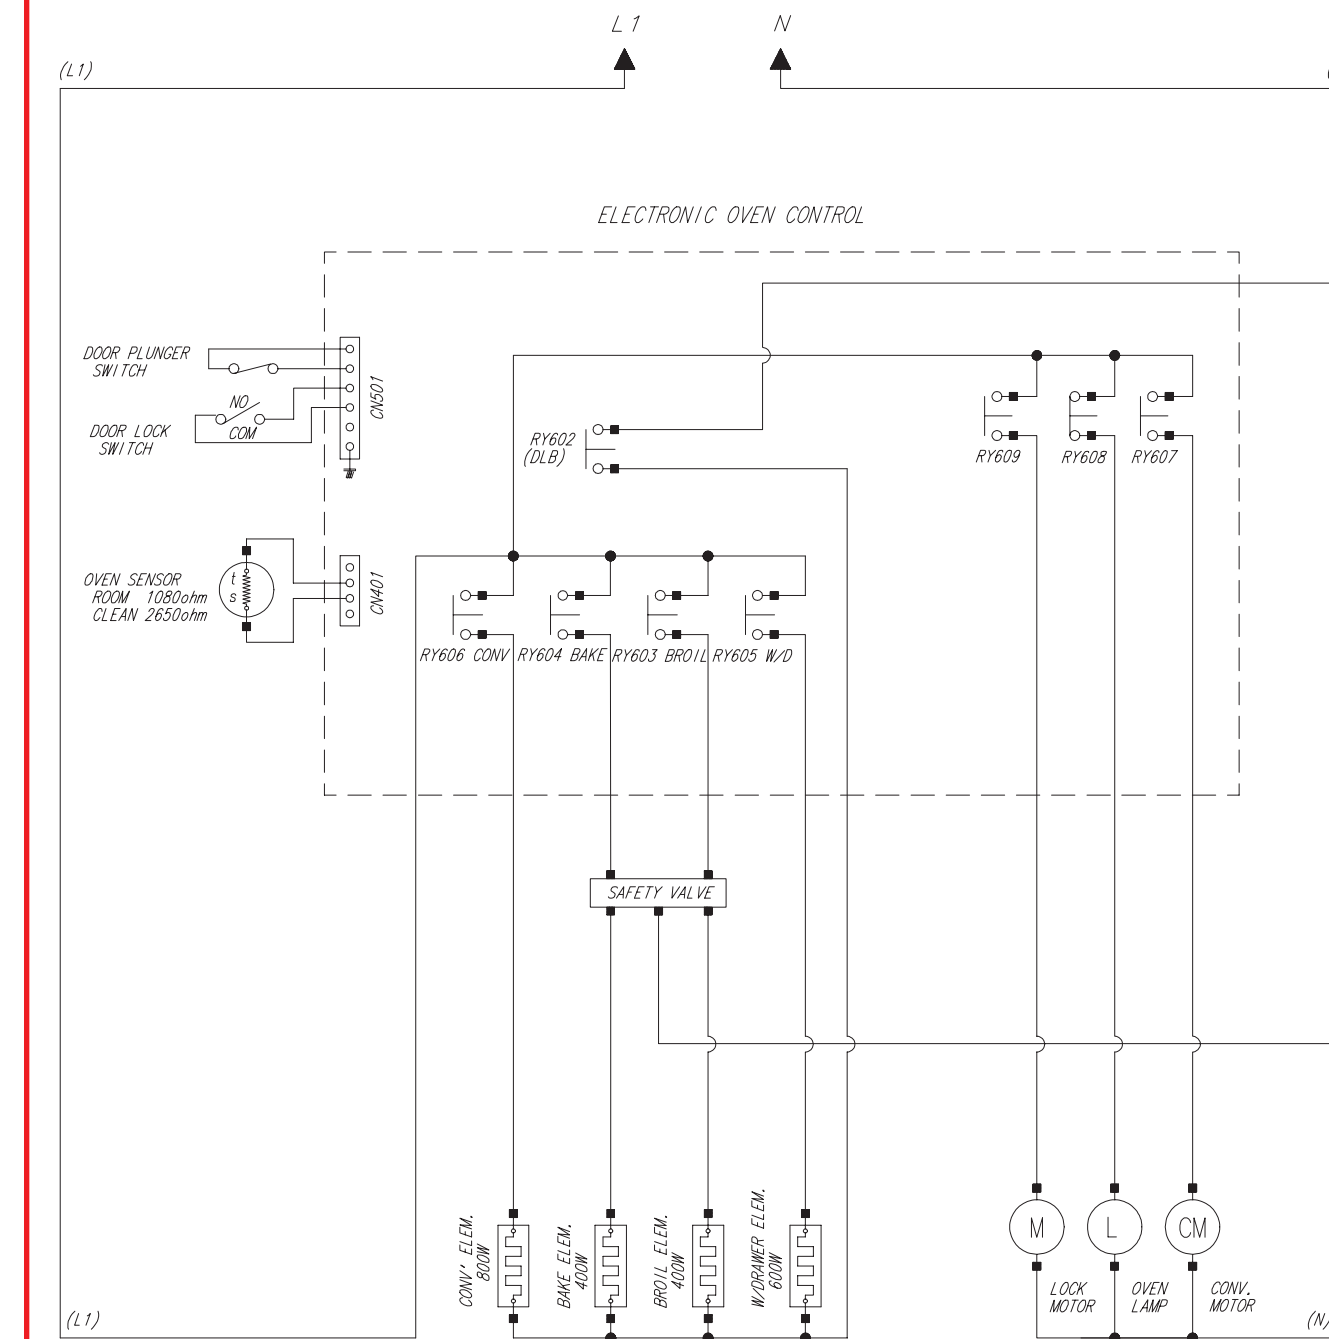 L1
N
(L1)
ELECTRONIC OVEN CONTROL
DOOR PLUNGER
SWITCH
CN501
NO
COM
DOOR LOCK
SWITCH
RY602
(DLB)
RY609
RY608
RY607
OVEN SENSOR
ROOM 1080ohm
CLEAN 2650ohm
t
s
CN401
RY606 CONV
RY604 BAKE
RY603 BROIL
RY605 W/D
SAFETY VALVE
CONV' ELEM.
800W
BAKE ELEM.
400W
BROIL ELEM.
400W
W/DRAWER ELEM.
600W
M
L
CM
LOCK
MOTOR
OVEN
LAMP
CONV.
MOTOR
(L1)
(N